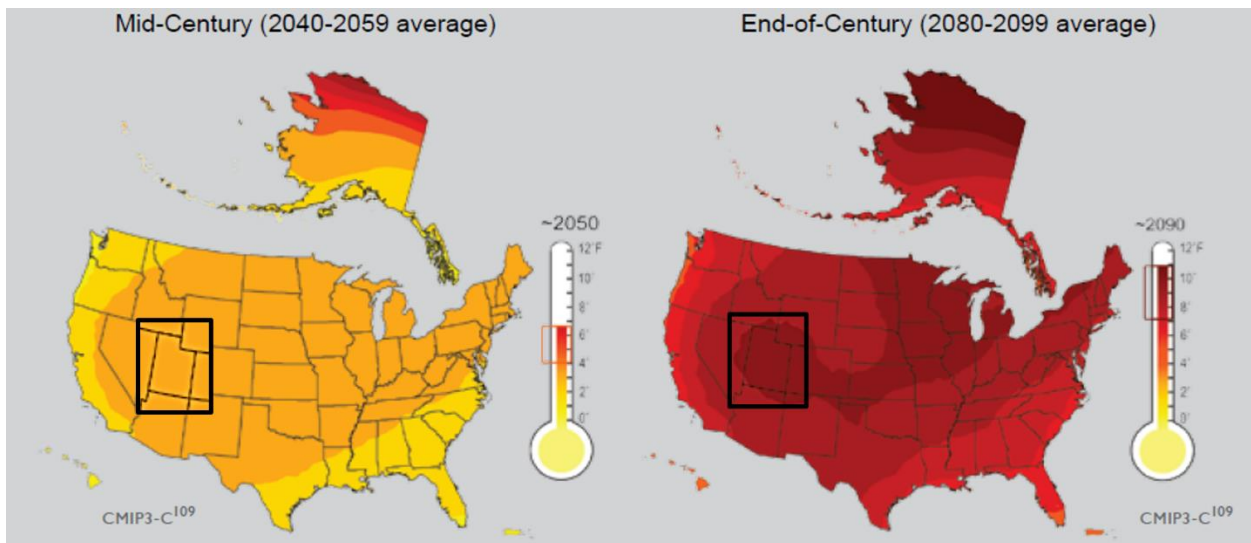 Mid-Century (2040-2059 average)
End-of-Century (2080-2099 average)
~2050
12°F
10°
8°
6°
4°
2°
0°
CMIP3-C109
~2090
12°F
10°
8°
6°
4°
2°
0°
CMIP3-C109